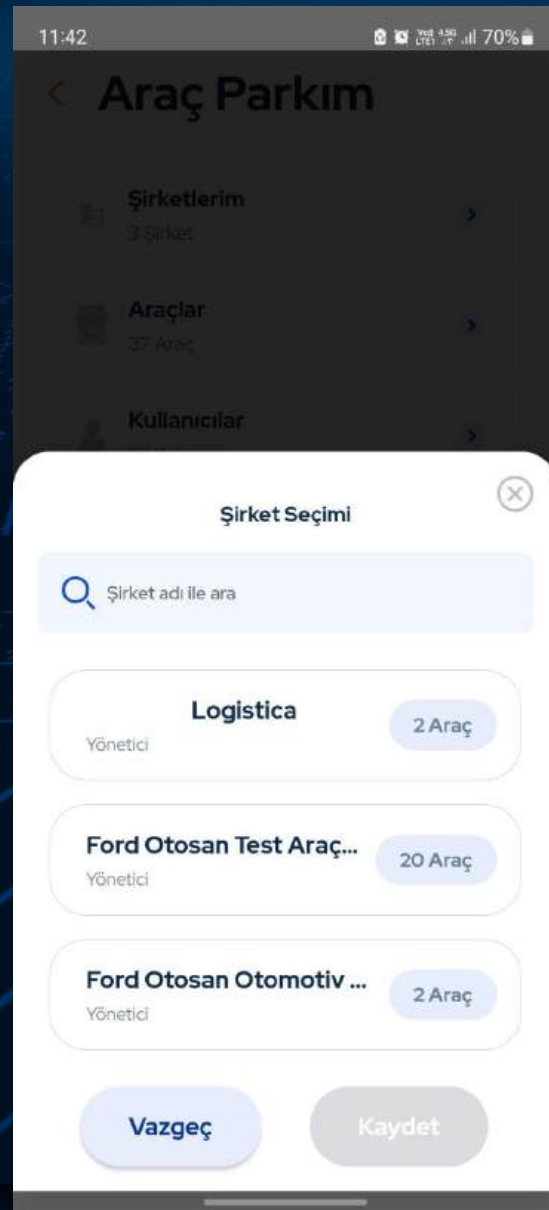 11:42
70%
Araç Parkım
Şirketlerim
3 Şirket
Araçlar
37 Araç
Kullanıcılar
Şirket Seçimi
Şirket adı ile ara
Logistica
2 Araç
Yönetici
Ford Otosan Test Araç...
20 Araç
Yönetici
Ford Otosan Otomotiv ...
2 Araç
Yönetici
Vazgeç
Kaydet